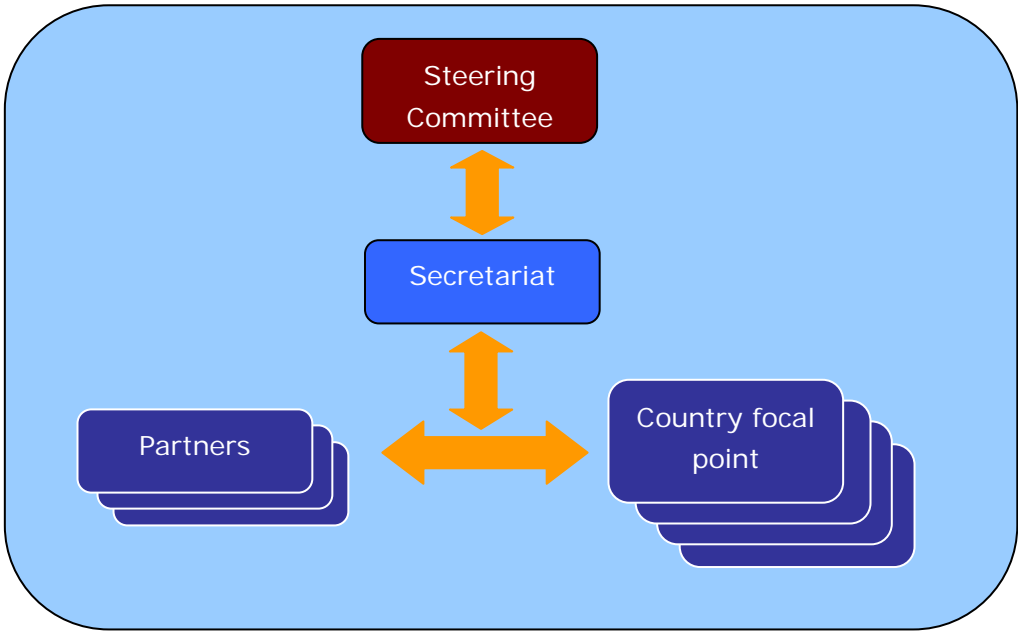 Steering
Committee
Secretariat
Partners
Country focal
point